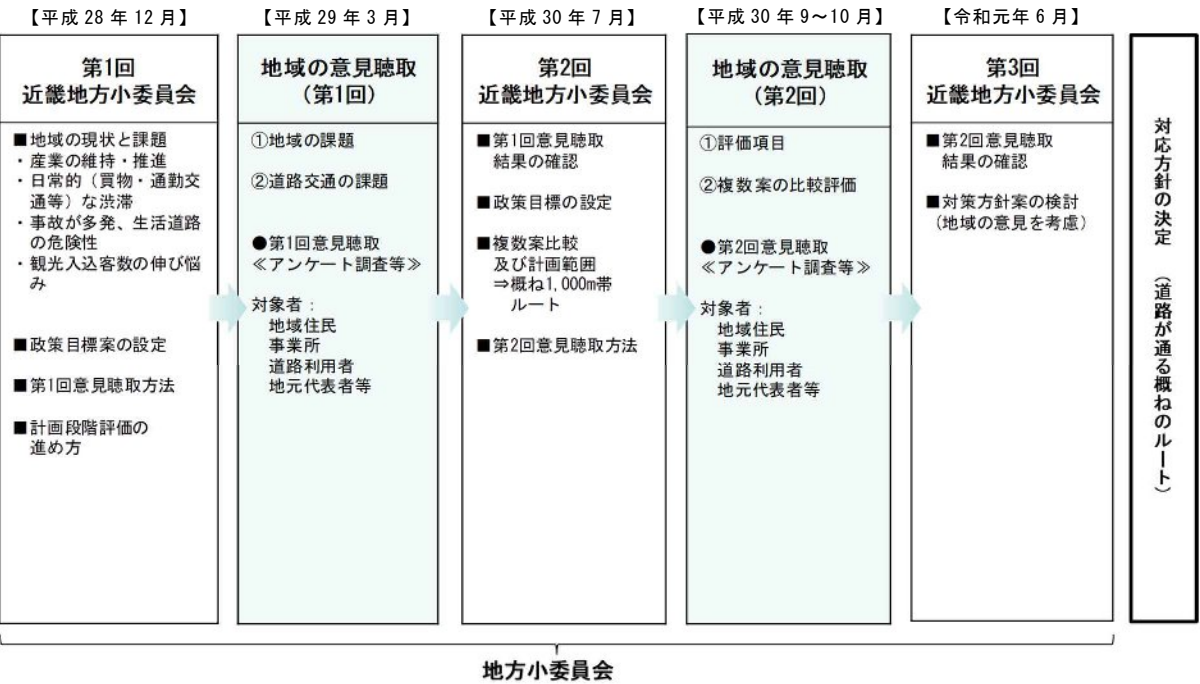 【平成28年12月】
第1回
近畿地方小委員会
■地域の現状と課題
・産業の維持・推進
・日常的（買物・通勤交
通等）な渋滞
・事故が多発、生活道路
の危険性
・観光入込客数の伸び悩
み
■政策目標案の設定
■第1回意見聴取方法
■計画段階評価の
進め方
【平成29年3月】
地域の意見聴取
（第1回）
①地域の課題
②道路交通の課題
●第1回意見聴取
≪アンケート調査等≫
対象者：
地域住民
事業所
道路利用者
地元代表者等
【平成30年7月】
第2回
近畿地方小委員会
■第1回意見聴取
結果の確認
■政策目標の設定
■複数案比較
及び計画範囲
⇒概ね1,000m帯
ルート
■第2回意見聴取方法
【平成30年9～10月】
地域の意見聴取
（第2回）
①評価項目
②複数案の比較評価
●第2回意見聴取
≪アンケート調査等≫
対象者：
地域住民
事業所
道路利用者
地元代表者等
【令和元年6月】
第3回
近畿地方小委員会
■第2回意見聴取
結果の確認
■対策方針案の検討
（地域の意見を考慮）
対応方針の決定　（道路が通る概ねのルート）
地方小委員会